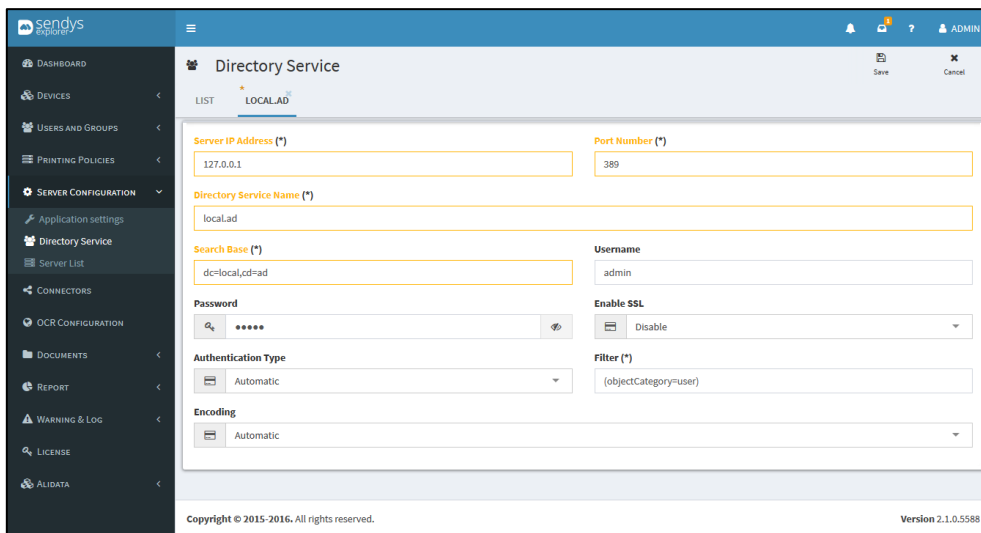 sendys
explorer
1
?
ADMIN
DASHBOARD
DEVICES
USERS AND GROUPS
PRINTING POLICIES
SERVER CONFIGURATION
Application settings
Directory Service
Server List
CONNECTORS
OCR CONFIGURATION
DOCUMENTS
REPORT
WARNING & LOG
LICENSE
ALIDATA
Directory Service
Save
Cancel
LIST
LOCAL.AD
Server IP Address (*)
Port Number (*)
127.0.0.1
389
Directory Service Name (*)
local.ad
Search Base (*)
Username
dc=local,cd=ad
admin
Password
Enable SSL
•••••
Disable
Authentication Type
Filter (*)
Automatic
(objectCategory=user)
Encoding
Automatic
Copyright © 2015-2016. All rights reserved.
Version 2.1.0.5588